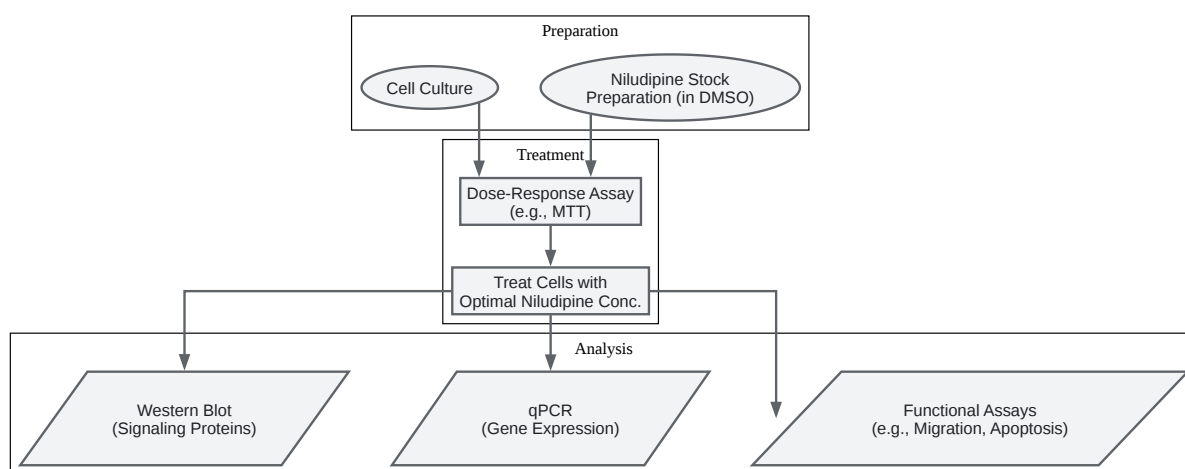 Preparation
Cell Culture
Niludipine Stock
Preparation (in DMSO)
Treatment
Dose-Response Assay
(e.g., MTT)
Treat Cells with
Optimal Niludipine Conc.
Analysis
Western Blot
(Signaling Proteins)
qPCR
(Gene Expression)
Functional Assays
(e.g., Migration, Apoptosis)